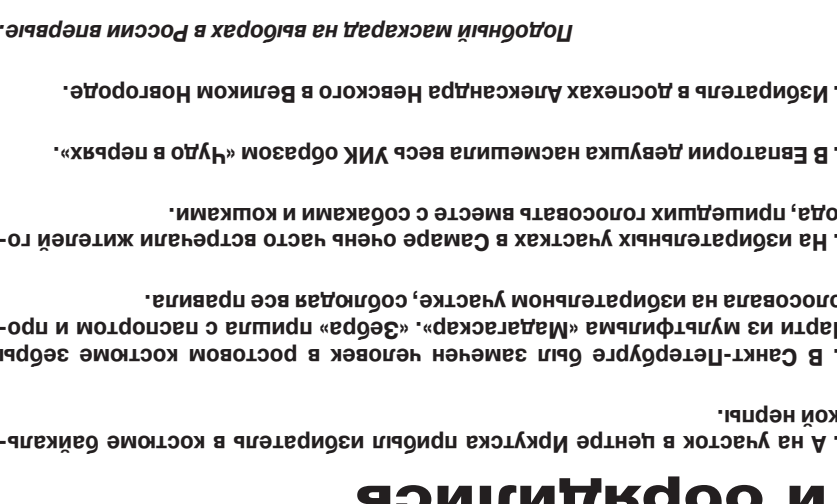 и обрядились
. А на участок в центре Иркутска прибыл избиратель в костюме байкаль-
кой нерпы.
. В Санкт-Петербурге был замечен человек в ростовом костюме зебры
арти из мультфильма «Мадагаскар». «Зебра» пришла с паспортом и про-
олосовала на избирательном участке, соблюдая все правила.
. На избирательных участках в Самаре очень часто встречали жителей го-
ода, пришедших голосовать вместе с собаками и кошками.
. В Евпатории девушка насмешила весь УИК образом «Чудо в перьях».
. Избиратель в доспехах Александра Невского в Великом Новгороде.
Подобный маскарад на выборах в России впервые.